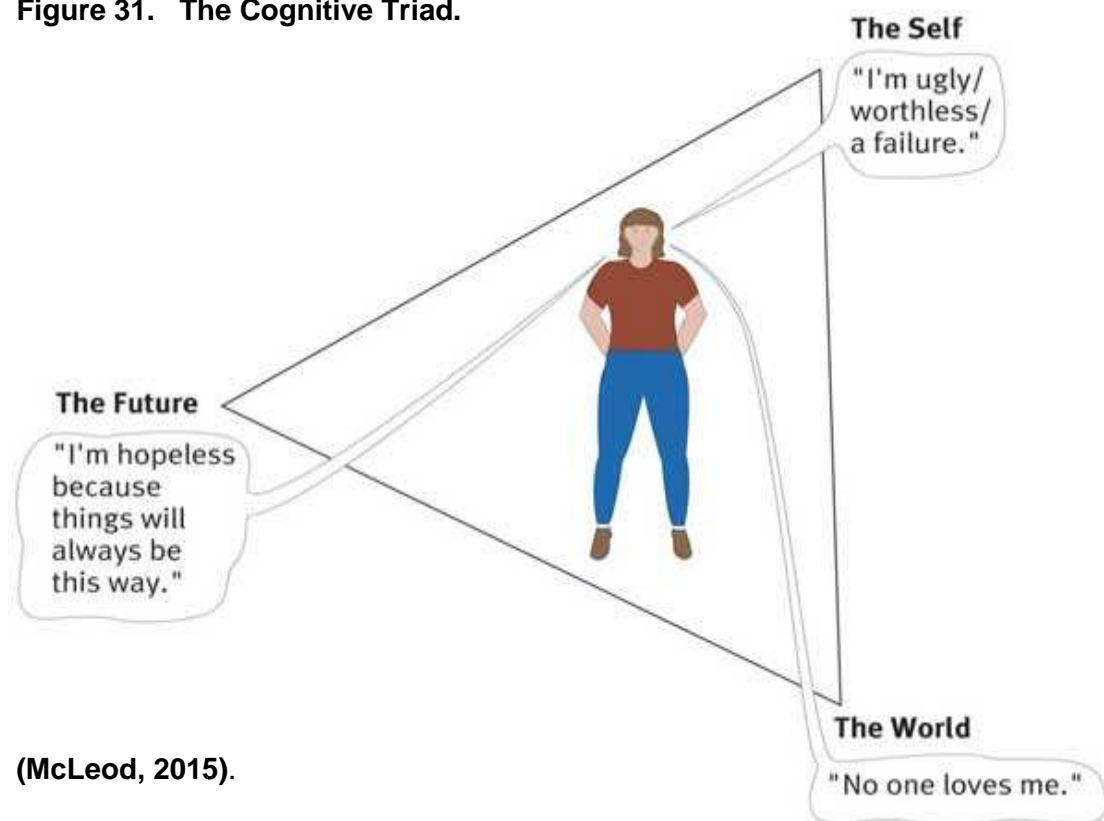 Figure 31. The Cognitive Triad.
The Self
"I'm ugly/
worthless/
a failure."
The Future
"I'm hopeless
because
things will
always be
this way."
The World
"No one loves me."
(McLeod, 2015).